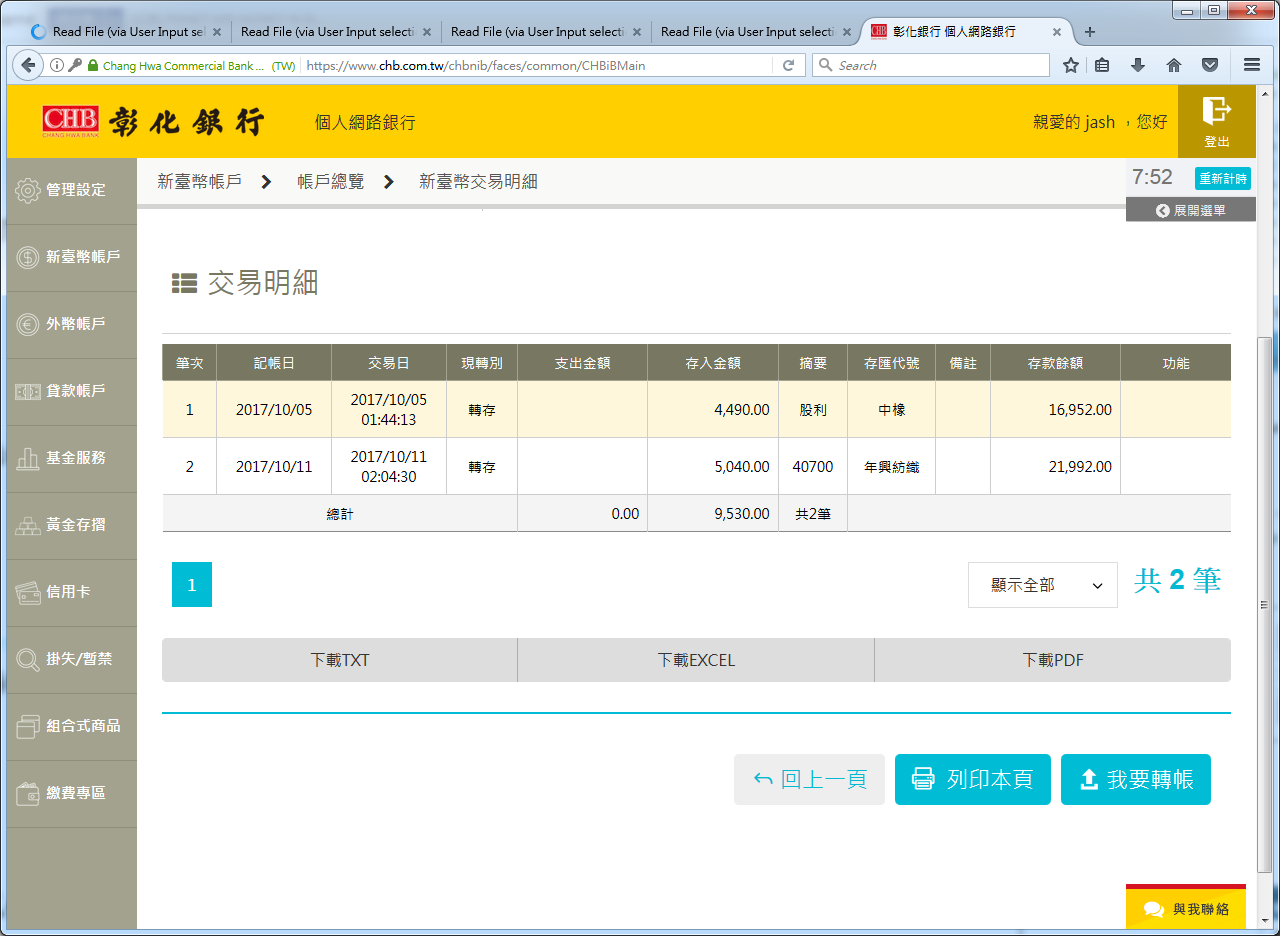 Read File (via User Input sel
Read File (via User Input selecti
Read File (via User Input selecti
Read File (via User Input selecti
彰化銀行 個人網路銀行
Chang Hwa Commercial Bank ... (TW)
https://www.chb.com.tw/chbnib/faces/common/CHBiBMain
Search
CHB
CHANG HWA BANK
彰化銀行
個人網路銀行
親愛的 jash ,您好
登出
管理設定
新臺幣帳戶
外幣帳戶
貸款帳戶
基金服務
黃金存摺
信用卡
掛失/暫禁
組合式商品
繳費專區
新臺幣帳戶 帳戶總覽 新臺幣交易明細
7:52 重新計時
展開選單
交易明細
筆次 記帳日 交易日 現轉別 支出金額 存入金額 摘要 存匯代號 備註 存款餘額 功能
1 2017/10/05 2017/10/05 01:44:13 轉存 4,490.00 股利 中橡 16,952.00
2 2017/10/11 2017/10/11 02:04:30 轉存 5,040.00 40700 年興紡織 21,992.00
總計 0.00 9,530.00 共2筆
1
顯示全部
共 2 筆
下載TXT 下載EXCEL 下載PDF
回上一頁 列印本頁 我要轉帳
與我聯絡